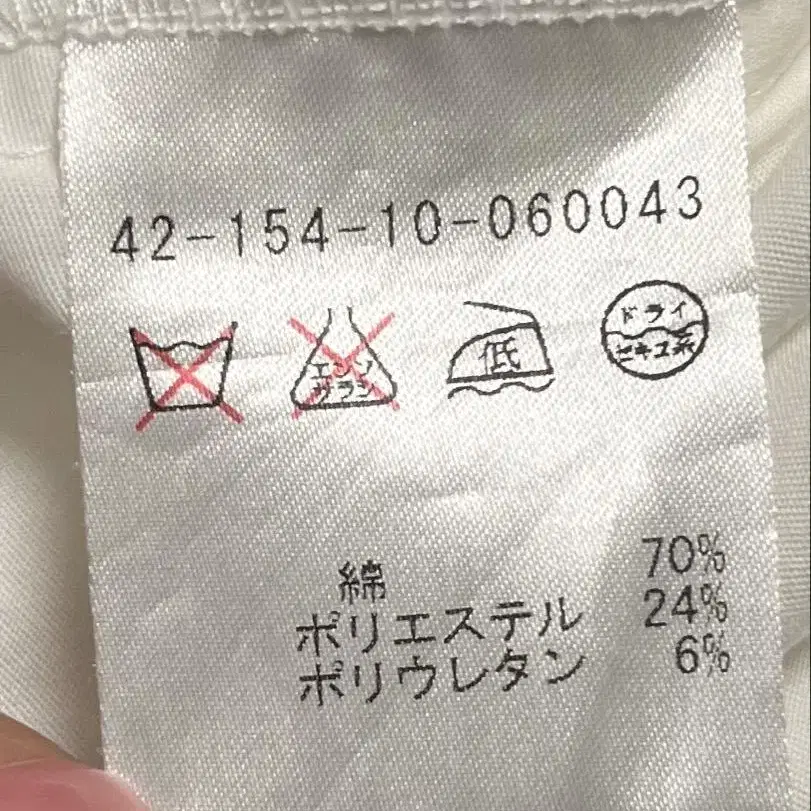 42-154-10-060043
エンソ
サラシ
低
ドライ
セキユ系
綿 70%
ポリエステル 24%
ポリウレタン 6%